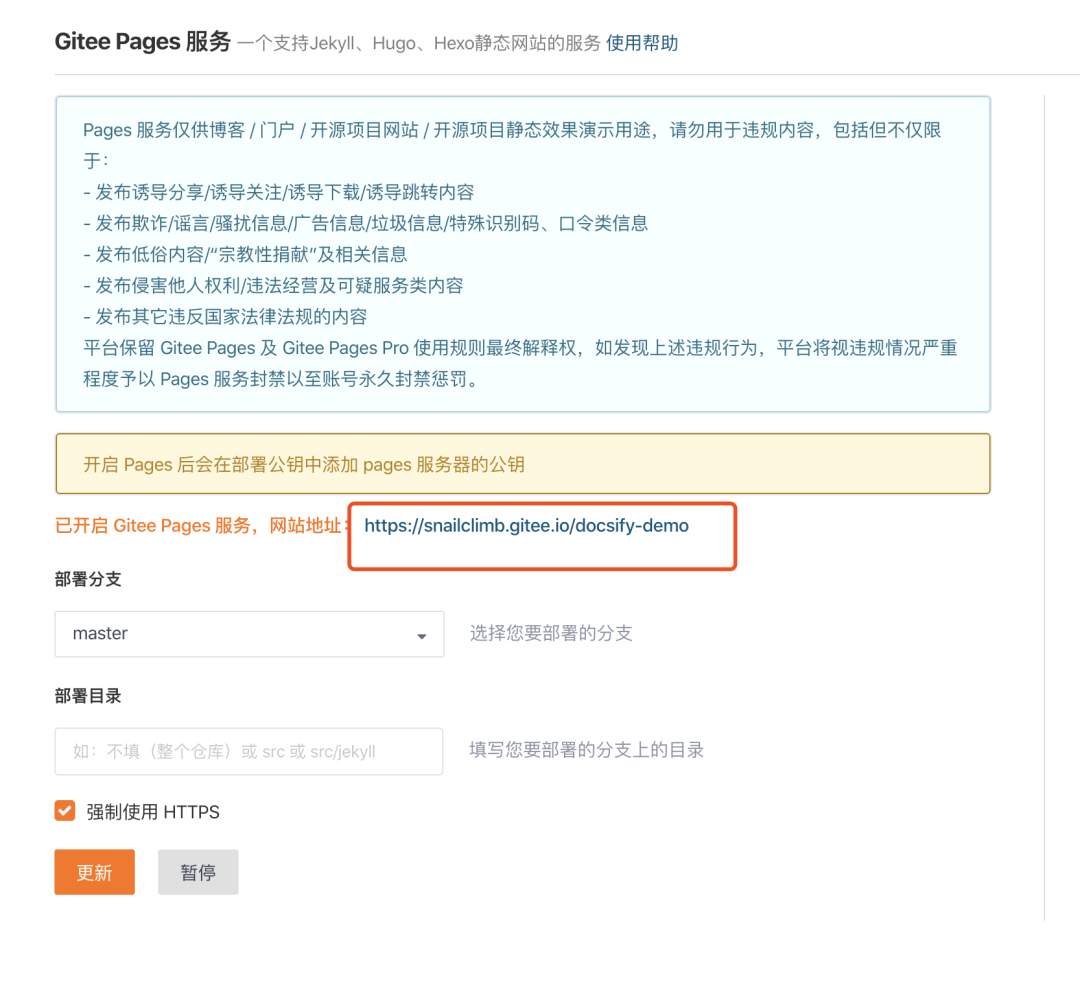 Gitee Pages 服务 一个支持Jekyll、Hugo、Hexo静态网站的服务 使用帮助
Pages 服务仅供博客 / 门户 / 开源项目网站 / 开源项目静态效果演示用途，请勿用于违规内容，包括但不仅限
于：
- 发布诱导分享/诱导关注/诱导下载/诱导跳转内容
- 发布欺诈/谣言/骚扰信息/广告信息/垃圾信息/特殊识别码、口令类信息
- 发布低俗内容/“宗教性捐献”及相关信息
- 发布侵害他人权利/违法经营及可疑服务类内容
- 发布其它违反国家法律法规的内容
平台保留 Gitee Pages 及 Gitee Pages Pro 使用规则最终解释权，如发现上述违规行为，平台将视违规情况严重
程度予以 Pages 服务封禁以至账号永久封禁惩罚。
开启 Pages 后会在部署公钥中添加 pages 服务器的公钥
已开启 Gitee Pages 服务，网站地址： https://snailclimb.gitee.io/docsify-demo
部署分支
master 选择您要部署的分支
部署目录
如：不填（整个仓库）或 src 或 src/jekyll 填写您要部署的分支上的目录
强制使用 HTTPS
更新 暂停